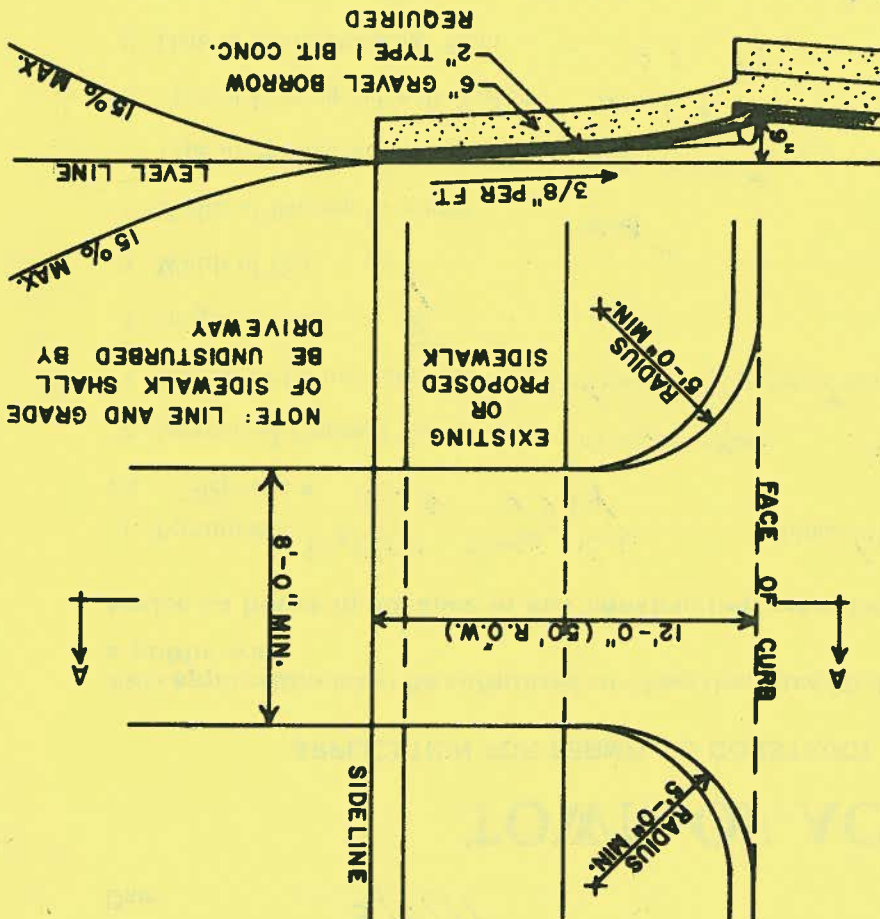 SIDELINE
RADIUS
5'-0" MIN.
A
A
FACE OF CURB
12'-0" (50' R.O.W.)
8'-0" MIN.
EXISTING
OR
PROPOSED
SIDEWALK
NOTE: LINE AND GRADE
OF SIDEWALK SHALL
BE UNDISTURBED BY
DRIVEWAY
RADIUS
5'-0" MIN.
15% MAX.
3/8" PER FT.
LEVEL LINE
6"
15% MAX.
6" GRAVEL BORROW
2" TYPE I BIT. CONC.
REQUIRED